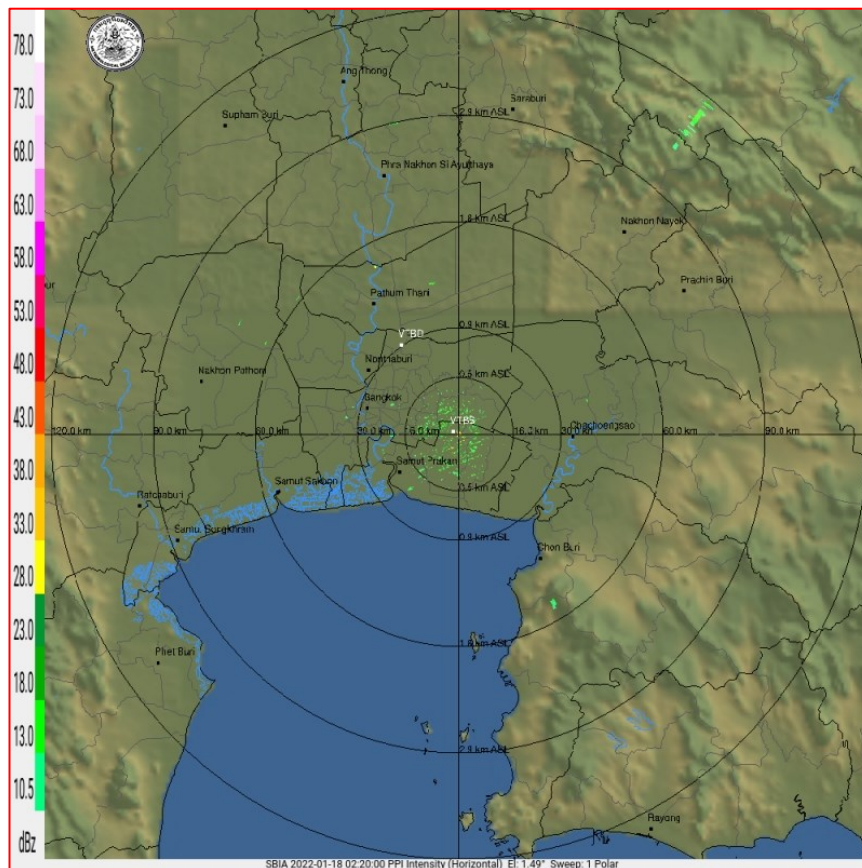 78.0
73.0
68.0
63.0
58.0
53.0
48.0
43.0
38.0
33.0
28.0
23.0
18.0
13.0
10.5
dBz
Ang Thong
Saraburi
Supham Buri
2.9 km ASL
Phra Nakhon Si Ayutthaya
1.8 km ASL
Nakhon Nayok
Prachin Buri
Pathum Thani
0.9 km ASL
VTBD
Nonthaburi
Nakhon Pathom
0.5 km ASL
Bangkok
VTBS
Chachoengsao
120.0 km
90.0 km
60.0 km
30.0 km
16.2 km
30.0 km
60.0 km
90.0 km
Samut Prakan
Samut Sakhon
0.5 km ASL
Ratchaburi
Samut Songkhram
0.9 km ASL
Chon Buri
1.8 km ASL
Phet Buri
2.9 km ASL
Rayong
SBIA 2022-01-18 02:20:00 PPI Intensity (Horizontal) El: 1.49° Sweep: 1 Polar